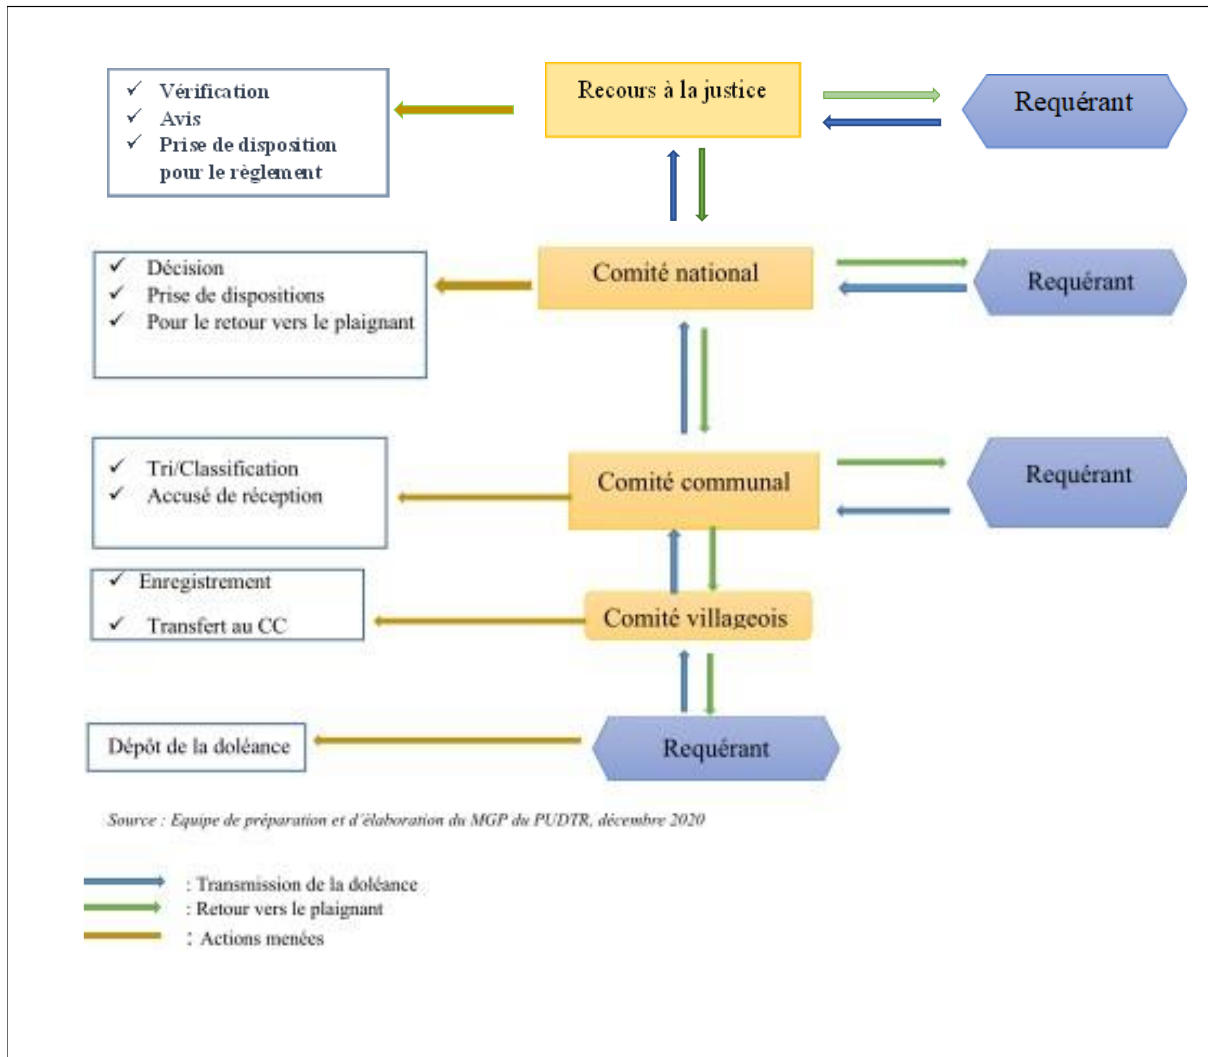 ✓ Vérification
✓ Avis
✓ Prise de disposition
pour le règlement
Recours à la justice
Requérant
✓ Décision
✓ Prise de dispositions
✓ Pour le retour vers le plaignant
Comité national
Requérant
✓ Tri/Classification
✓ Accusé de réception
Comité communal
Requérant
✓ Enregistrement
✓ Transfert au CC
Comité villageois
Dépôt de la doléance
Requérant
Source : Equipe de préparation et d'élaboration du MGP du PUDTR, décembre 2020
: Transmission de la doléance
: Retour vers le plaignant
: Actions menées